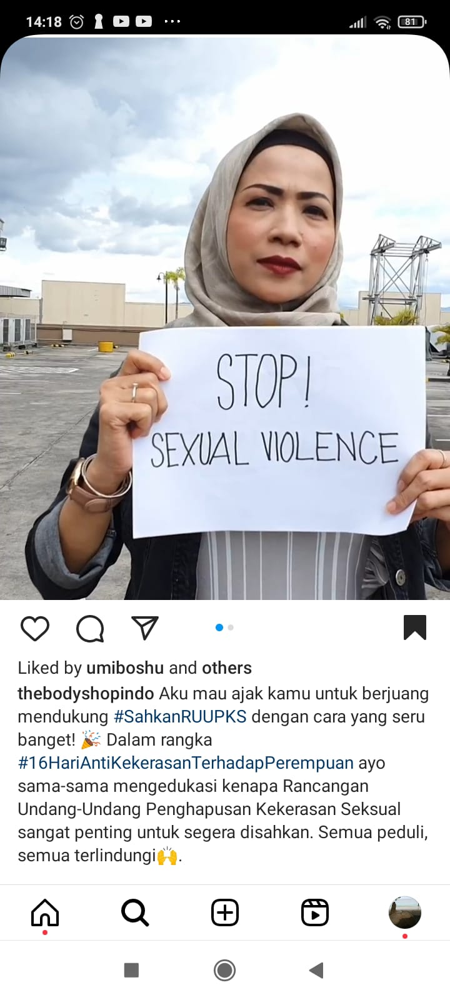 14:18
81
STOP!
SEXUAL VIOLENCE
Liked by umiboshu and others
thebodyshopindo Aku mau ajak kamu untuk berjuang
mendukung #SahkanRUUPKS dengan cara yang seru
banget! 🎉 Dalam rangka
#16HariAntiKekerasanTerhadapPerempuan ayo
sama-sama mengedukasi kenapa Rancangan
Undang-Undang Penghapusan Kekerasan Seksual
sangat penting untuk segera disahkan. Semua peduli,
semua terlindungi🙌.